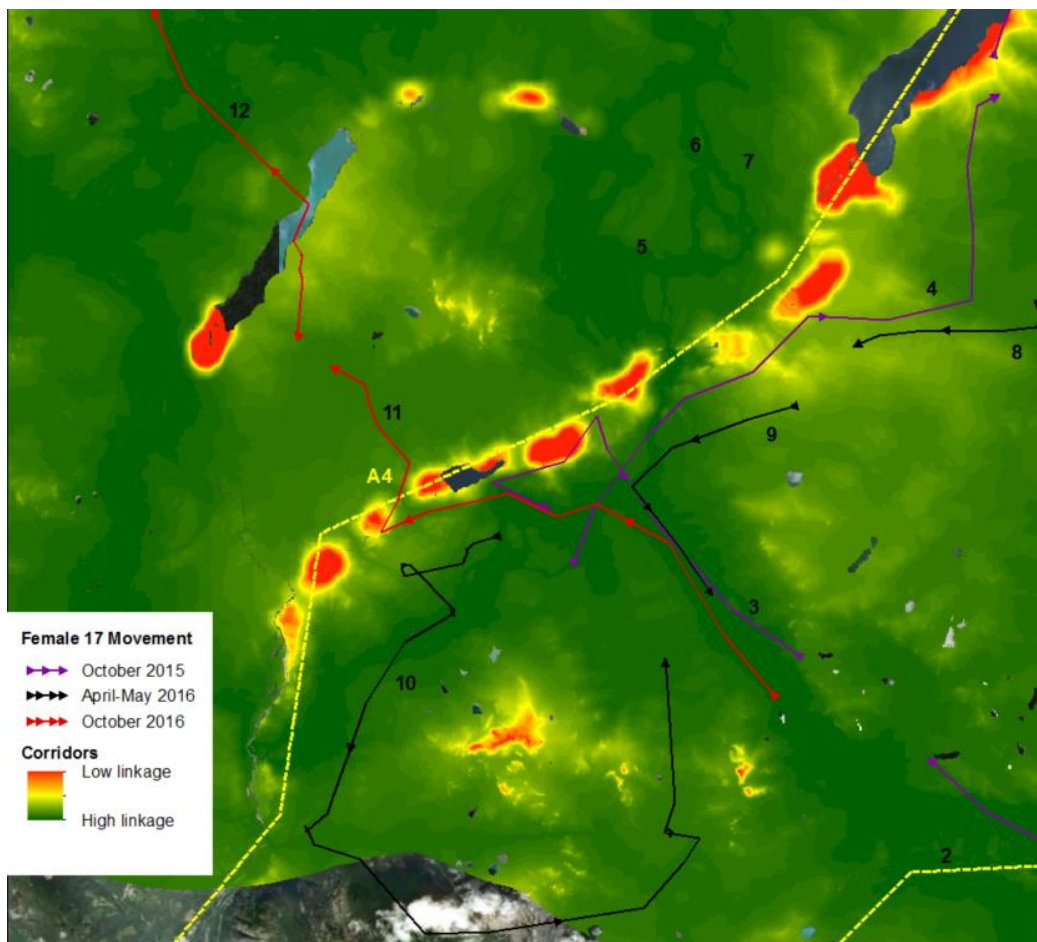 12
6
7
5
4
8
11
9
A4
3
10
2
Female 17 Movement
October 2015
April-May 2016
October 2016
Corridors
Low linkage
High linkage